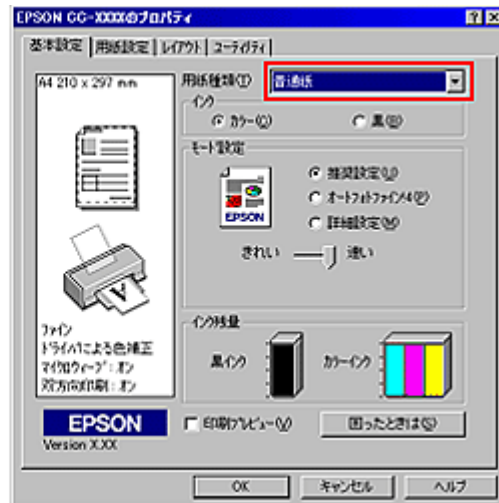 EPSON CC-XXXXのプロパティ
基本設定 用紙設定 レイアウト ユーティリティ
A4 210 x 297 mm
用紙種類(T) 普通紙
インク
カラー(C) 黒(B)
モード設定
推奨設定(U)
オートフォトファイン!4(P)
詳細設定(M)
EPSON
きれい 速い
ファイン
ドライバによる色補正
マイクロウィーブ:オン
双方向印刷:オン
インク残量
黒インク カラーインク
EPSON
Version X.XX
印刷プレビュー(V) 困ったときは(S)
OK キャンセル ヘルプ